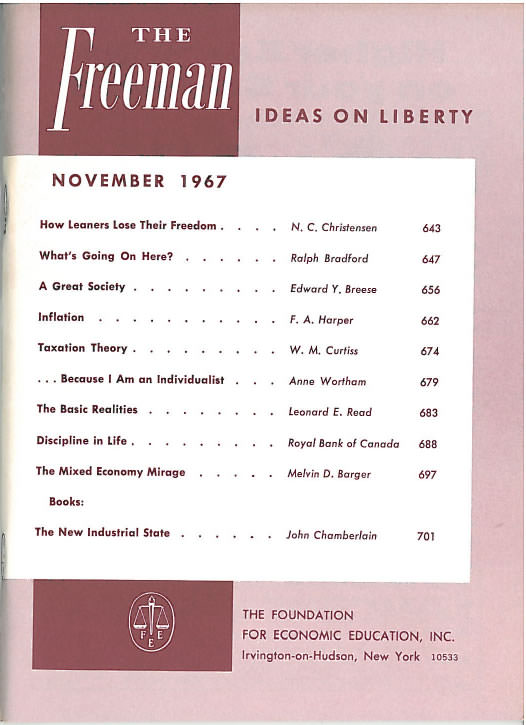 THE
Freeman
IDEAS ON LIBERTY
NOVEMBER 1967
How Leaners Lose Their Freedom . . . . N. C. Christensen 643
What's Going On Here? . . . . . . Ralph Bradford 647
A Great Society . . . . . . . . . Edward Y. Breese 656
Inflation . . . . . . . . . . . F. A. Harper 662
Taxation Theory . . . . . . . . . W. M. Curtiss 674
. . . Because I Am an Individualist . . . Anne Wortham 679
The Basic Realities . . . . . . . . Leonard E. Read 683
Discipline in Life . . . . . . . . . Royal Bank of Canada 688
The Mixed Economy Mirage . . . . . Melvin D. Barger 697
Books:
The New Industrial State . . . . . . John Chamberlain 701
F E
E
THE FOUNDATION
FOR ECONOMIC EDUCATION, INC.
Irvington-on-Hudson, New York 10533